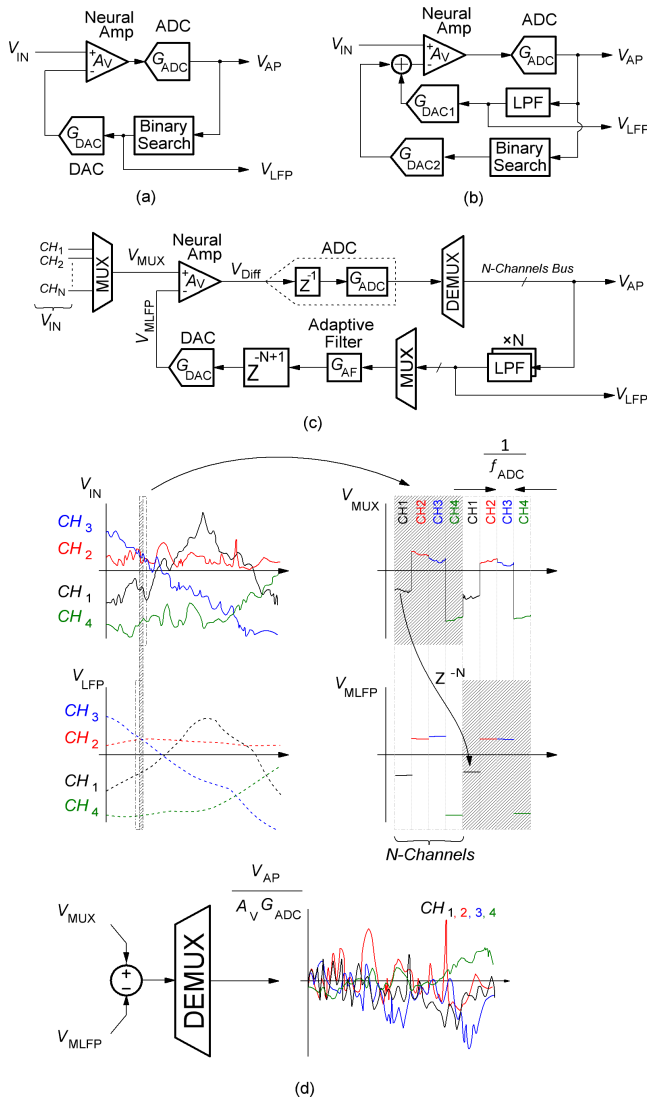 Neural
Amp
ADC
V_IN
+
-
A_V
G_ADC
V_AP
G_DAC
DAC
Binary
Search
V_LFP
(a)
Neural
Amp
ADC
V_IN
+
-
A_V
G_ADC
V_AP
G_DAC1
LPF
V_LFP
G_DAC2
Binary
Search
(b)
CH_1
CH_2
CH_N
V_IN
MUX
V_MUX
Neural
Amp
+
-
A_V
V_Diff
ADC
Z^-1
G_ADC
DEMUX
N-Channels Bus
V_AP
V_MLFP
DAC
G_DAC
Z^-N+1
Adaptive
Filter
G_AF
MUX
×N
LPF
V_LFP
(c)
V_IN
CH_3
CH_2
CH_1
CH_4
1
f_ADC
V_MUX
CH1 CH2 CH3 CH4 CH1 CH2 CH3 CH4
Z^-N
V_LFP
CH_3
CH_2
CH_1
CH_4
V_MLFP
N-Channels
V_MUX
+
-
V_MLFP
DEMUX
V_AP
A_V G_ADC
CH_1, 2, 3, 4
(d)